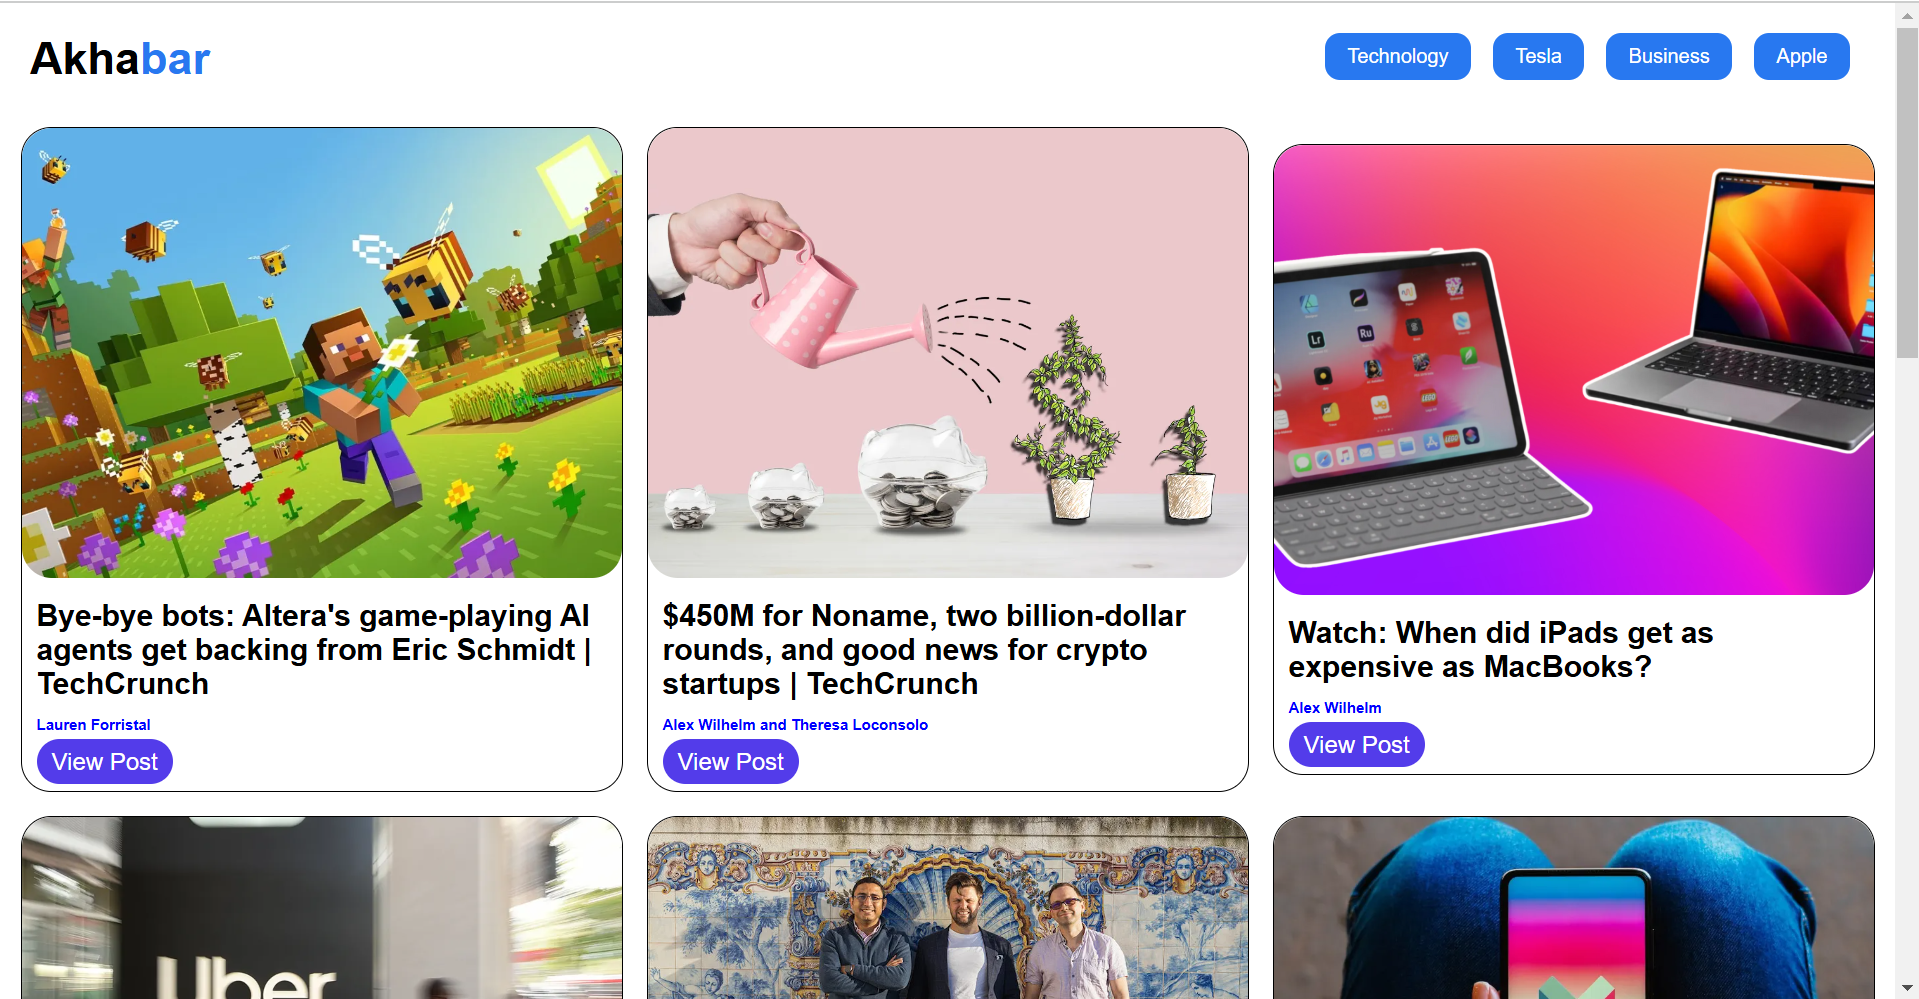 Akhabar
Technology
Tesla
Business
Apple
Bye-bye bots: Altera's game-playing AI
agents get backing from Eric Schmidt |
TechCrunch
Lauren Forristal
View Post
$450M for Noname, two billion-dollar
rounds, and good news for crypto
startups | TechCrunch
Alex Wilhelm and Theresa Loconsolo
View Post
Lr
Ru
LEGO
Watch: When did iPads get as
expensive as MacBooks?
Alex Wilhelm
View Post
Uber